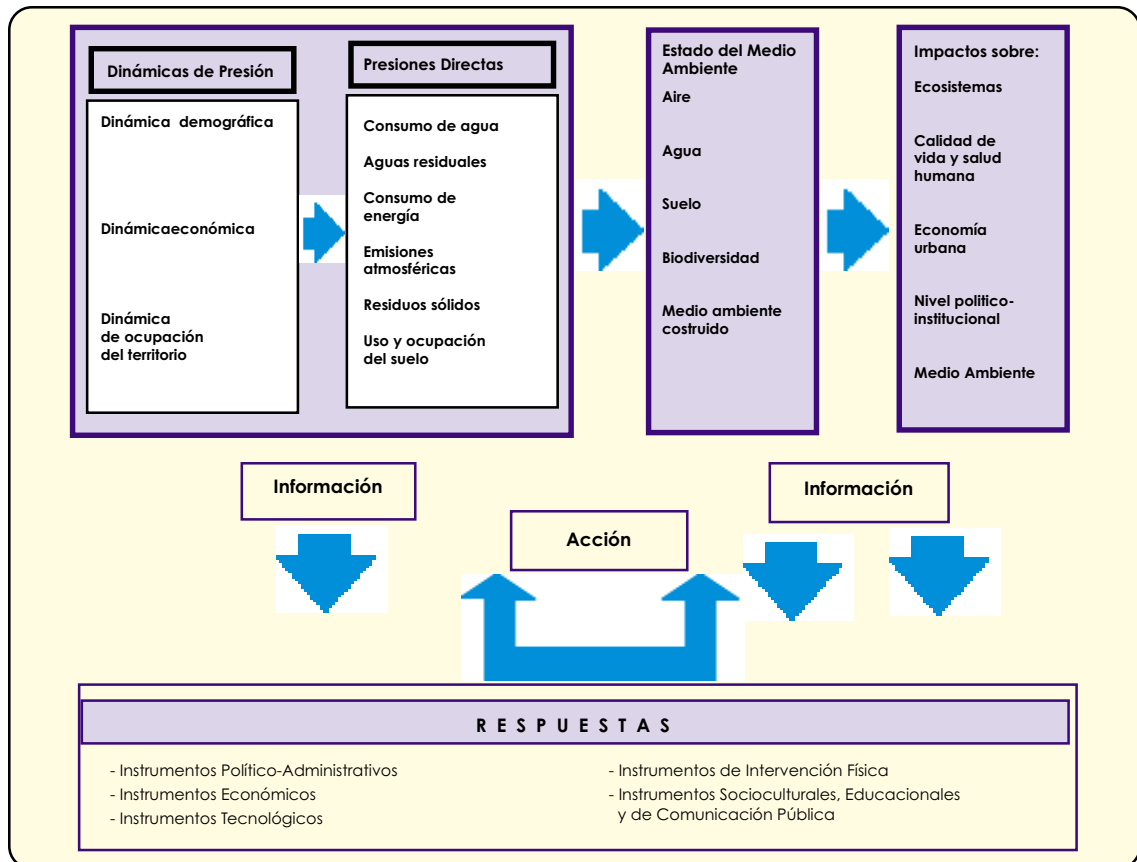 Dinámicas de Presión
Dinámica demográfica
Dinámicaeconómica
Dinámica
de ocupación
del territorio
Presiones Directas
Consumo de agua
Aguas residuales
Consumo de
energía
Emisiones
atmosféricas
Residuos sólidos
Uso y ocupación
del suelo
Estado del Medio
Ambiente
Aire
Agua
Suelo
Biodiversidad
Medio ambiente
costruido
Impactos sobre:
Ecosistemas
Calidad de
vida y salud
humana
Economía
urbana
Nivel politico-
institucional
Medio Ambiente
Información
Acción
Información
R E S P U E S T A S
- Instrumentos Político-Administrativos
- Instrumentos Económicos
- Instrumentos Tecnológicos
- Instrumentos de Intervención Física
- Instrumentos Socioculturales, Educacionales
y de Comunicación Pública